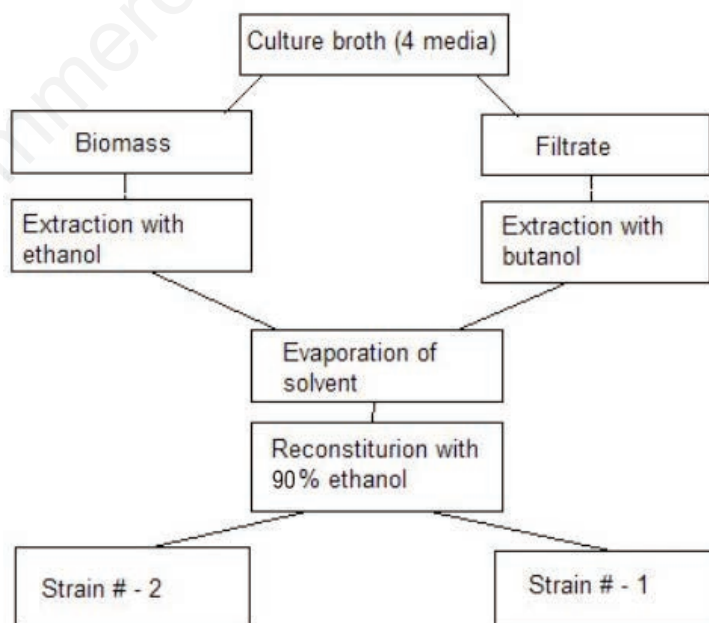 Culture broth (4 media)
Biomass
Filtrate
Extraction with
ethanol
Extraction with
butanol
Evaporation of
solvent
Reconstiturion with
90% ethanol
Strain # - 2
Strain # - 1